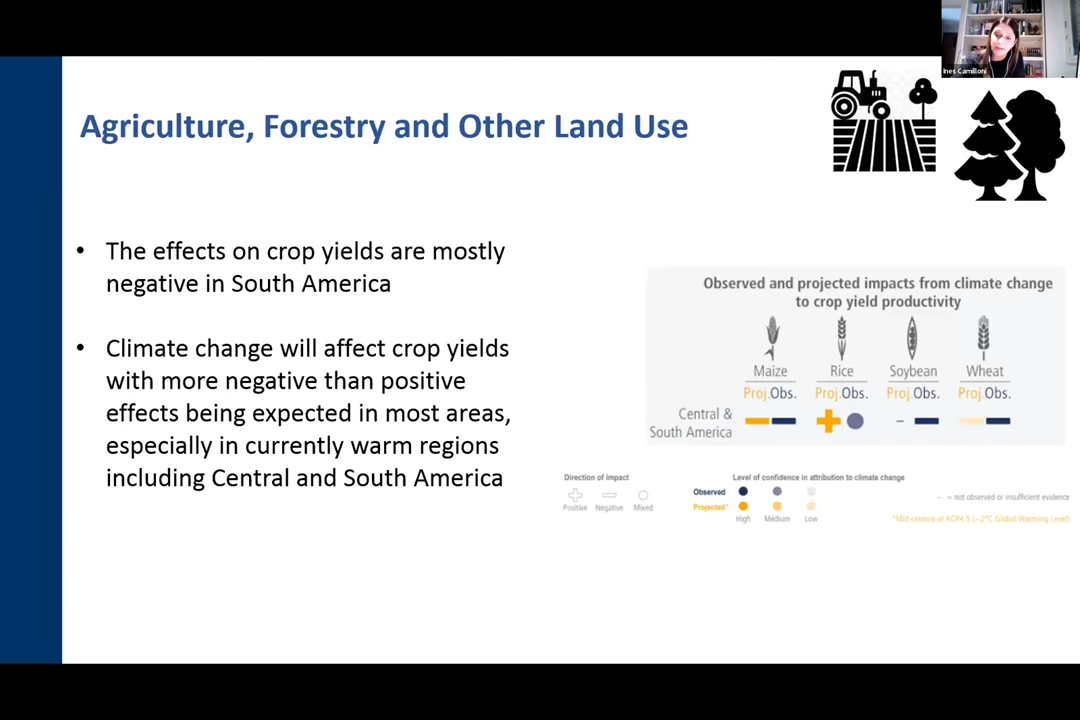 Ines Camilloni
Agriculture, Forestry and Other Land Use
• The effects on crop yields are mostly
negative in South America
• Climate change will affect crop yields
with more negative than positive
effects being expected in most areas,
especially in currently warm regions
including Central and South America
Observed and projected impacts from climate change
to crop yield productivity
Maize Rice Soybean Wheat
Proj. Obs. Proj. Obs. Proj. Obs. Proj. Obs.
Central &
South America
–
Direction of impact
Positive Negative Mixed
Level of confidence in attribution to climate change
Observed
Projected*
High Medium Low
– = not observed or insufficient evidence
*Mid-century at RCP4.5 (~2°C Global Warming Level)